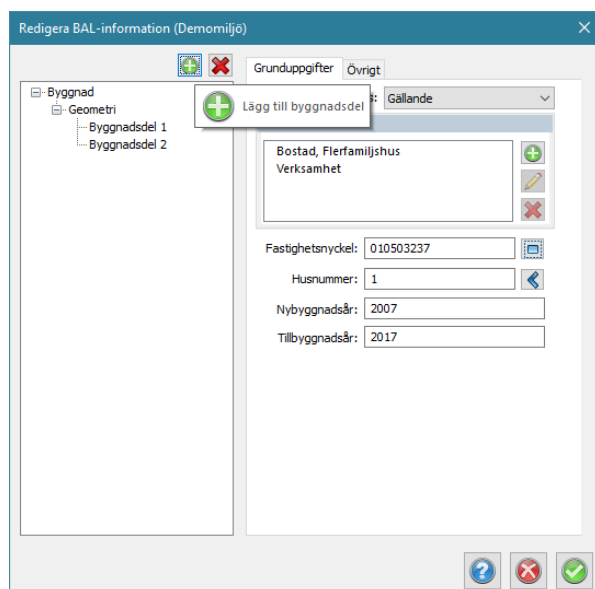 Redigera BAL-information (Demomiljö)
Grunduppgifter
Övrigt
Byggnad
Geometri
Byggnadsdel 1
Byggnadsdel 2
Lägg till byggnadsdel
Gällande
Bostad, Flerfamiljshus
Verksamhet
Fastighetsnyckel: 010503237
Husnummer: 1
Nybyggnadsår: 2007
Tillbyggnadsår: 2017